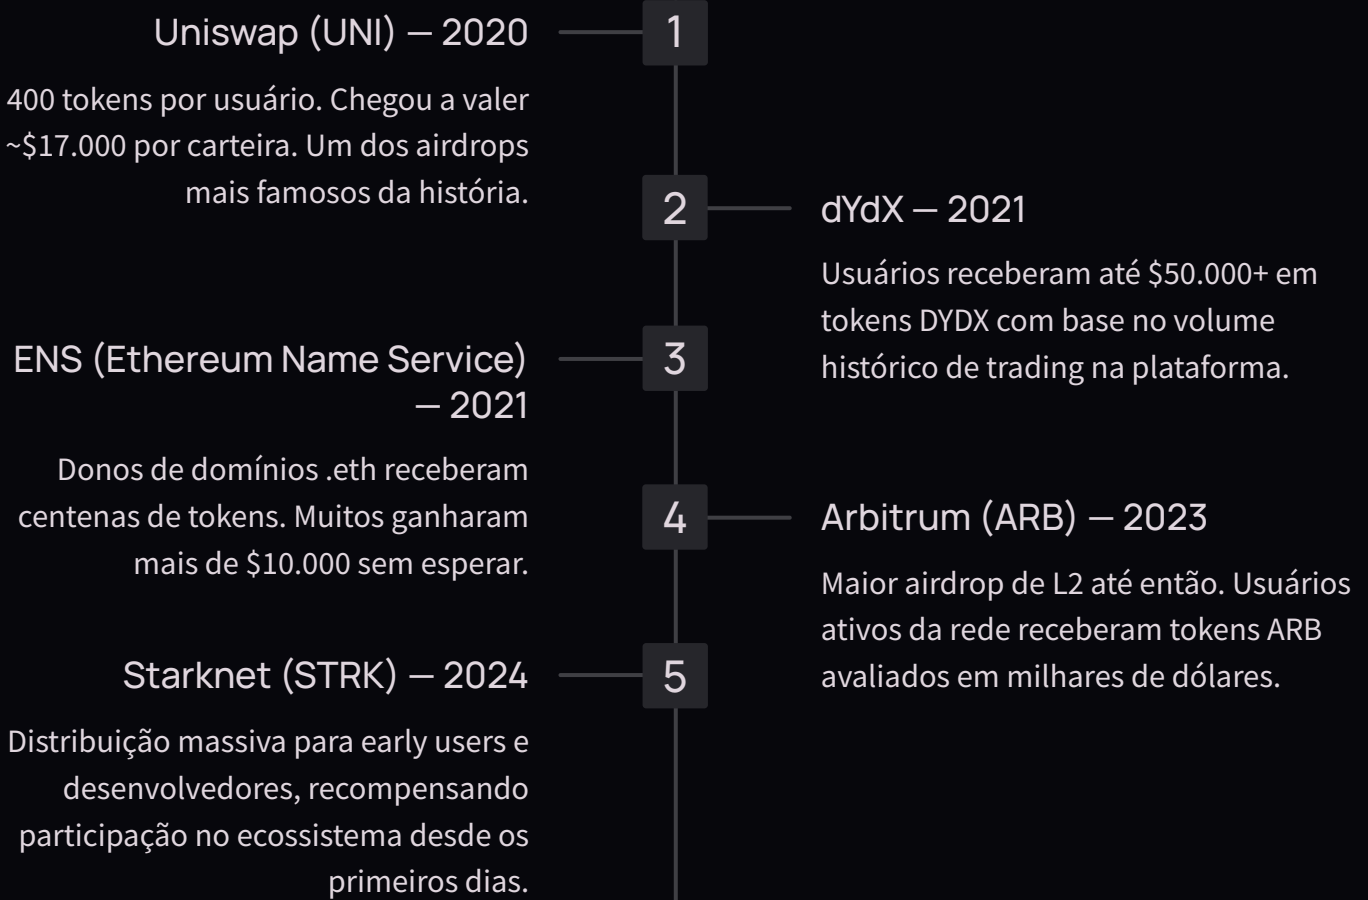 Uniswap (UNI) — 2020
1
400 tokens por usuário. Chegou a valer
~$17.000 por carteira. Um dos airdrops
mais famosos da história.
2
dYdX — 2021
Usuários receberam até $50.000+ em
tokens DYDX com base no volume
histórico de trading na plataforma.
ENS (Ethereum Name Service)
— 2021
3
Donos de domínios .eth receberam
centenas de tokens. Muitos ganharam
mais de $10.000 sem esperar.
4
Arbitrum (ARB) — 2023
Maior airdrop de L2 até então. Usuários
ativos da rede receberam tokens ARB
avaliados em milhares de dólares.
Starknet (STRK) — 2024
5
Distribuição massiva para early users e
desenvolvedores, recompensando
participação no ecossistema desde os
primeiros dias.